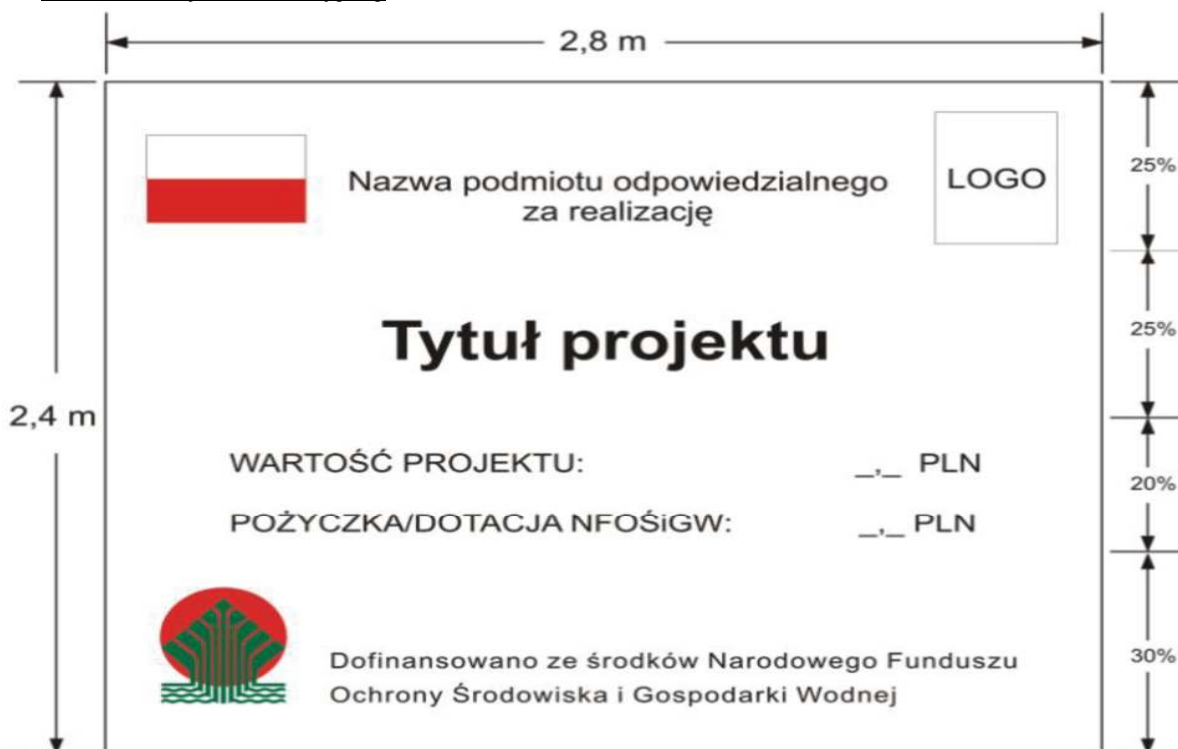 2,8 m
LOGO
25%
Nazwa podmiotu odpowiedzialnego
za realizację
Tytuł projektu
25%
2,4 m
WARTOŚĆ PROJEKTU: _,_ PLN
20%
POŻYCZKA/DOTACJA NFOŚiGW: _,_ PLN
Dofinansowano ze środków Narodowego Funduszu
Ochrony Środowiska i Gospodarki Wodnej
30%